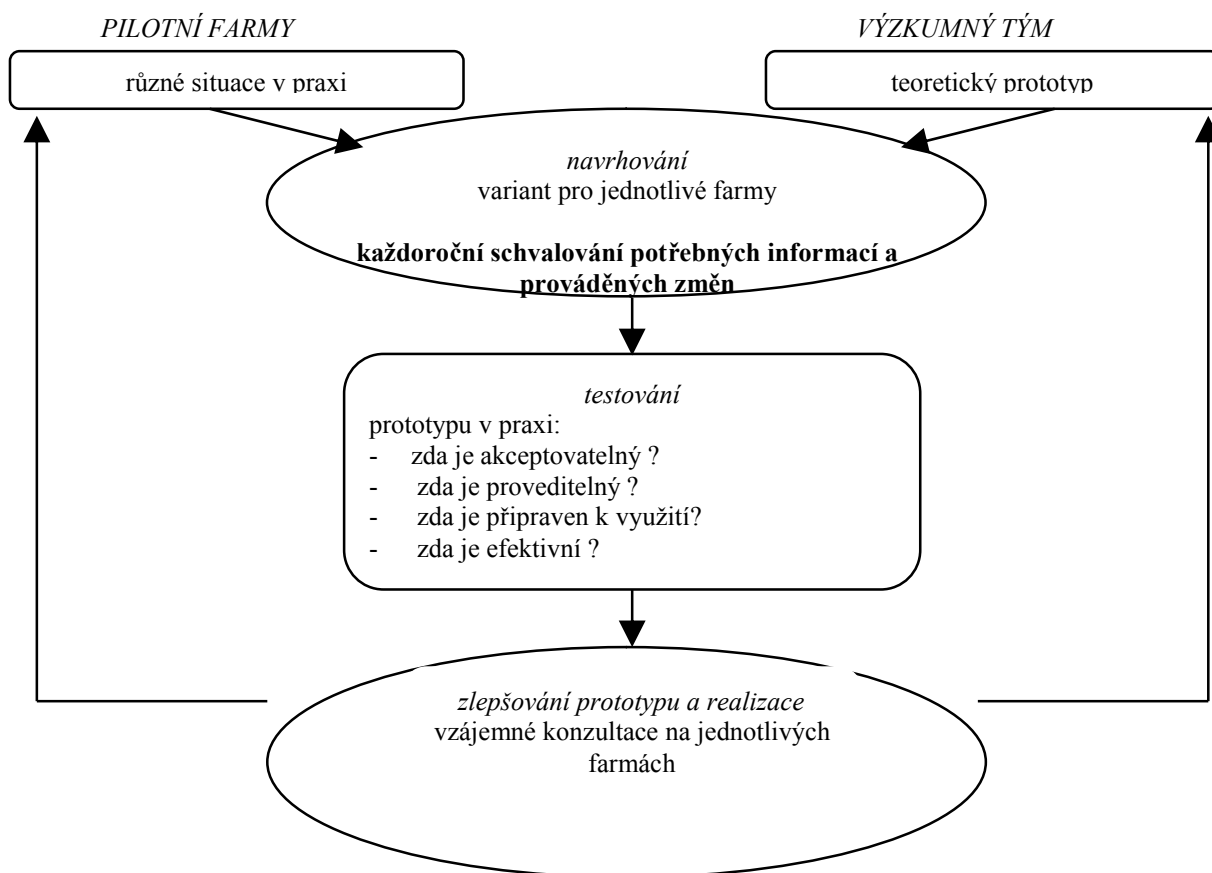 PILOTNÍ FARMY
VÝZKUMNÝ TÝM
různé situace v praxi
teoretický prototyp
navrhování
variant pro jednotlivé farmy
každoroční schvalování potřebných informací a
prováděných změn
testování
prototypu v praxi:
- zda je akceptovatelný ?
- zda je proveditelný ?
- zda je připraven k využití?
- zda je efektivní ?
zlepšování prototypu a realizace
vzájemné konzultace na jednotlivých
farmách